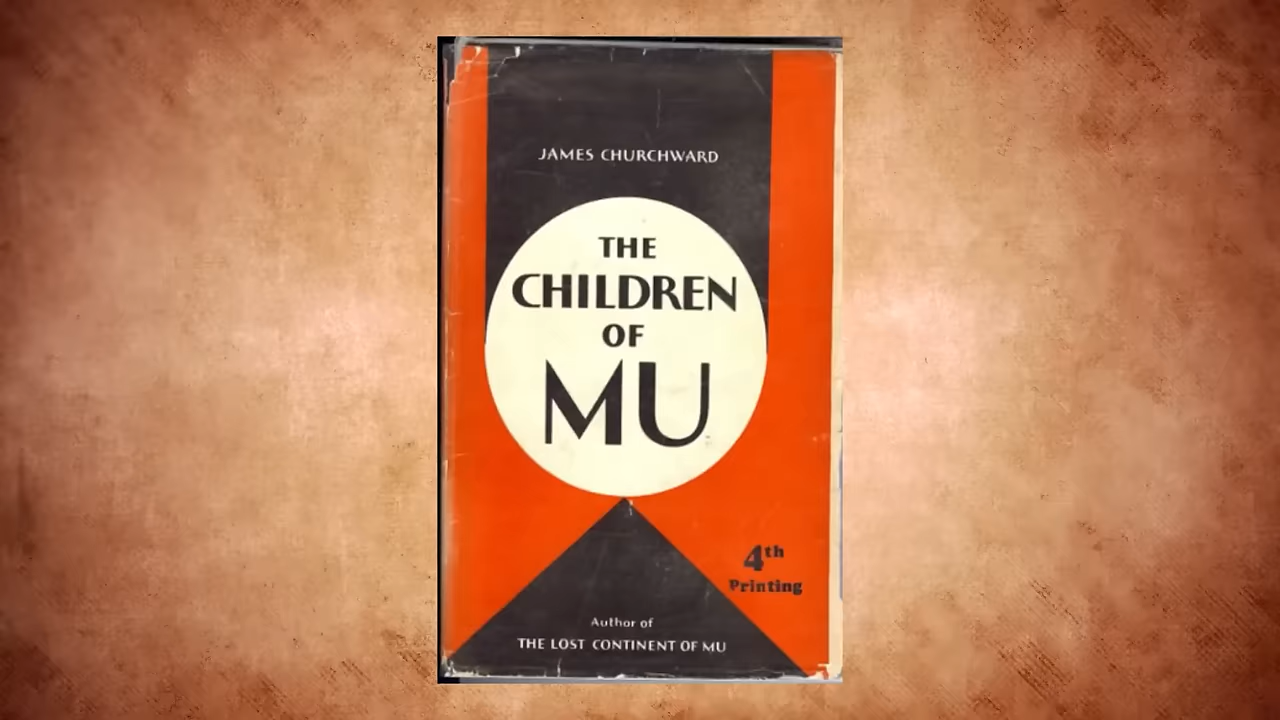 JAMES CHURCHWARD
THE
CHILDREN
OF
MU
4th
Printing
Author of
THE LOST CONTINENT OF MU